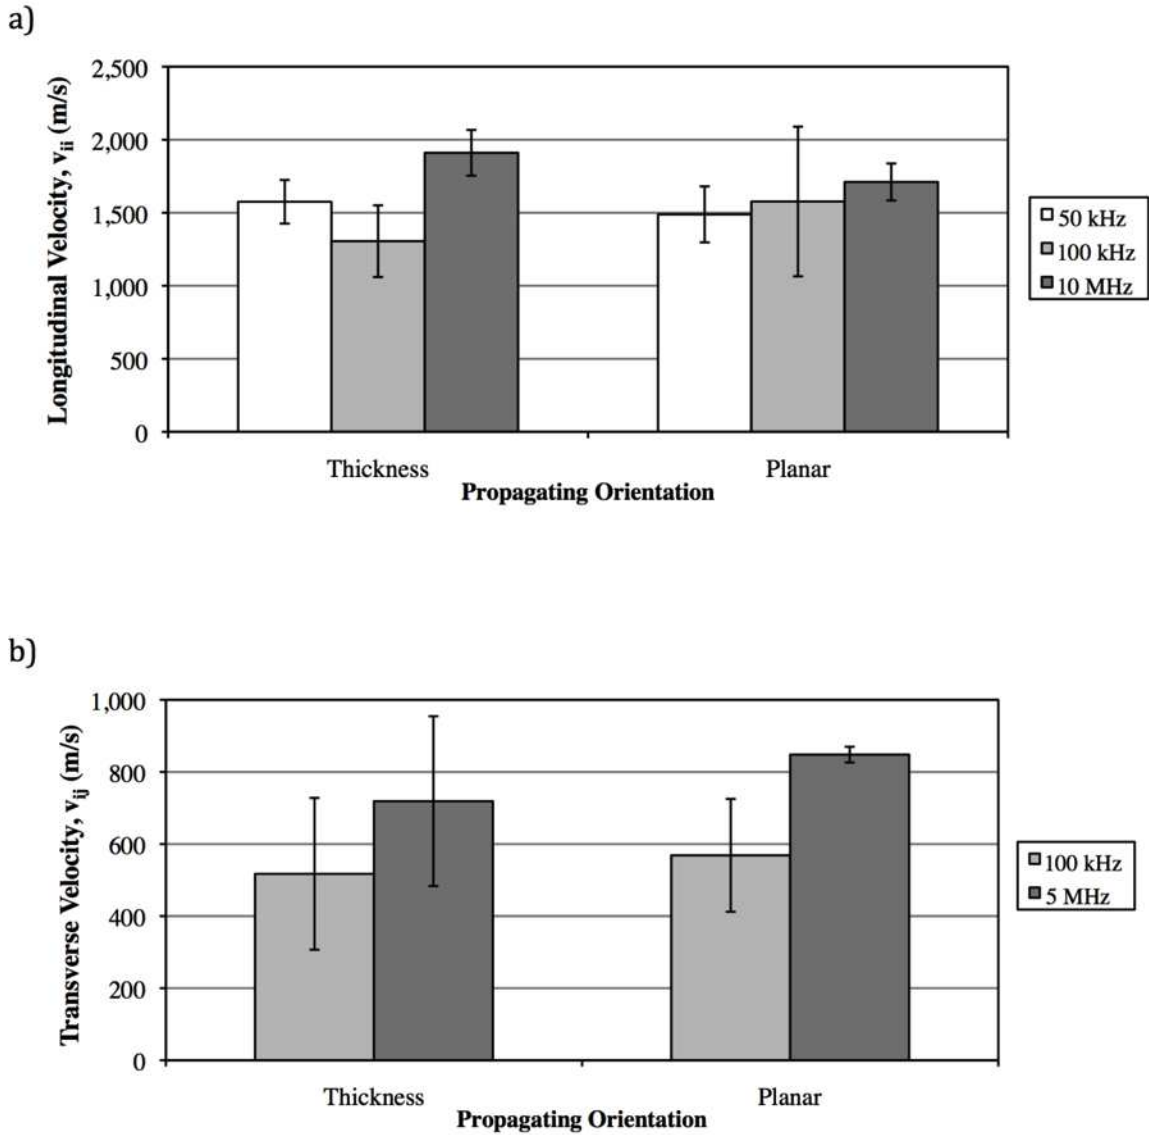 a)
2,500
2,000
1,500
1,000
500
0
Longitudinal Velocity, vii (m/s)
Thickness Planar
Propagating Orientation
50 kHz
100 kHz
10 MHz
b)
1,000
800
600
400
200
0
Transverse Velocity, vij (m/s)
Thickness Planar
Propagating Orientation
100 kHz
5 MHz